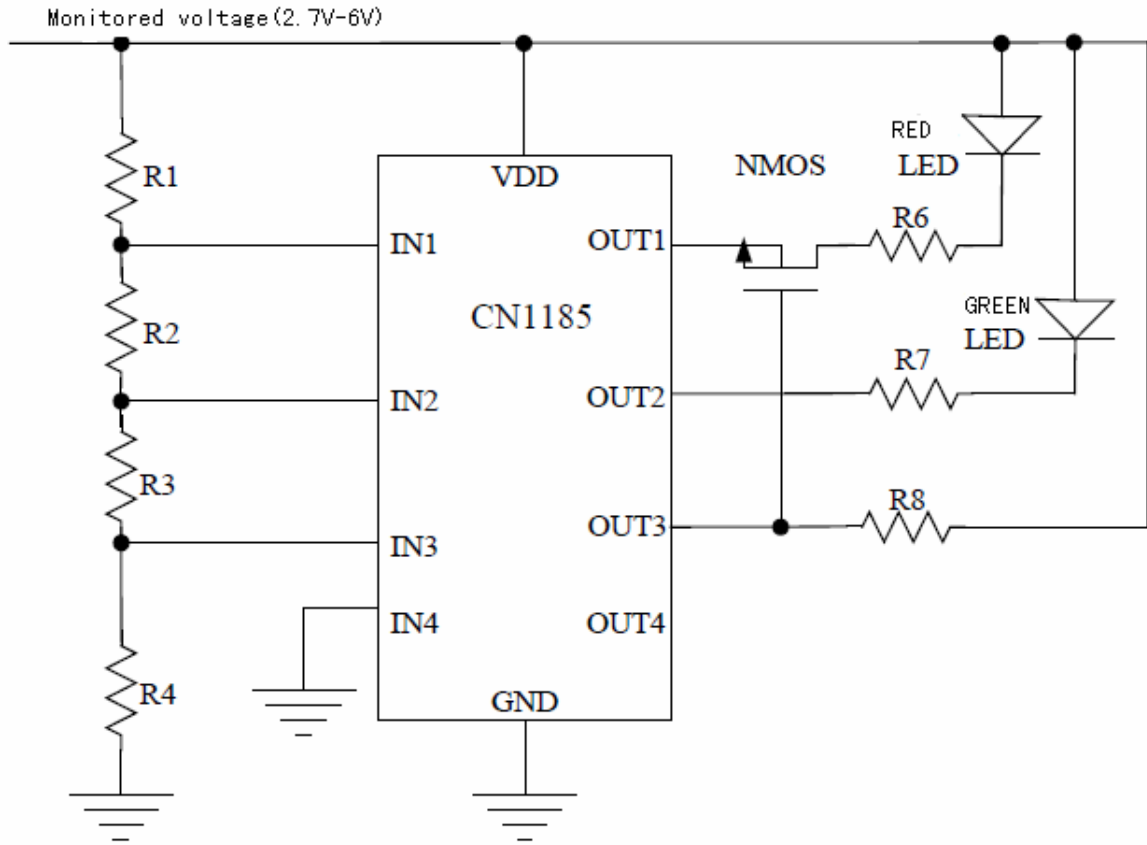 Monitored voltage(2.7V-6V)
R1
R2
R3
R4
VDD
IN1
IN2
IN3
IN4
CN1185
OUT1
OUT2
OUT3
OUT4
GND
NMOS
RED
LED
R6
GREEN
LED
R7
R8